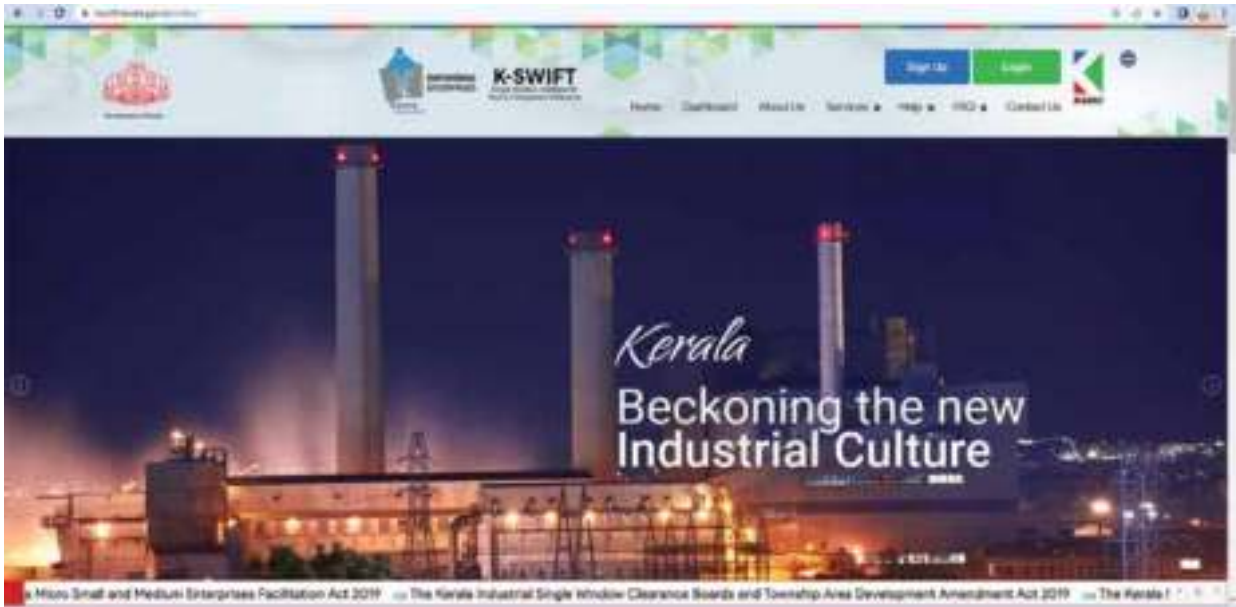 K-SWIFT
Sign Up
Login
Home
Dashboard
About Us
Services
Help
FAQ
Contact Us
Kerala
Beckoning the new
Industrial Culture
Micro Small and Medium Enterprises Facilitation Act 2019 The Kerala Industrial Single Window Clearance Boards and Township Area Development Amendment Act 2019 The Kerala